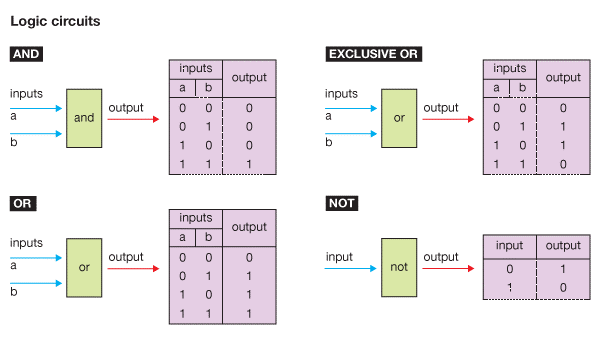 Logic circuits
AND
inputs
a
b
and
output
inputs output
a b
0 0 0
0 1 0
1 0 0
1 1 1
EXCLUSIVE OR
inputs
a
b
or
output
inputs output
a b
0 0 0
0 1 1
1 0 1
1 1 0
OR
inputs
a
b
or
output
inputs output
a b
0 0 0
0 1 1
1 0 1
1 1 1
NOT
input
not
output
input output
0 1
1 0